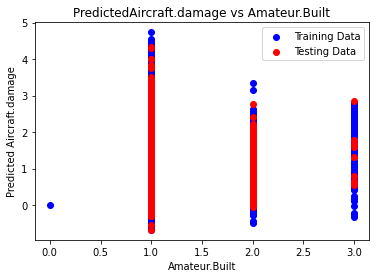 PredictedAircraft.damage vs Amateur.Built
Training Data
Testing Data
Predicted Aircraft.damage
5
4
3
2
1
0
0.0 0.5 1.0 1.5 2.0 2.5 3.0
Amateur.Built